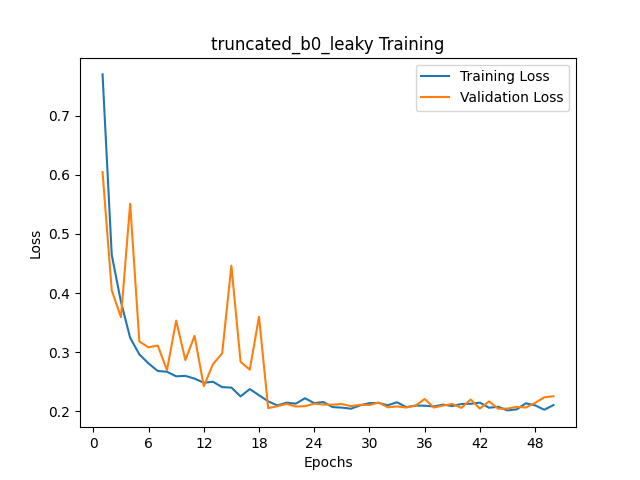 truncated_b0_leaky Training
Training Loss
Validation Loss
0.7
0.6
0.5
0.4
0.3
0.2
Loss
0 6 12 18 24 30 36 42 48
Epochs